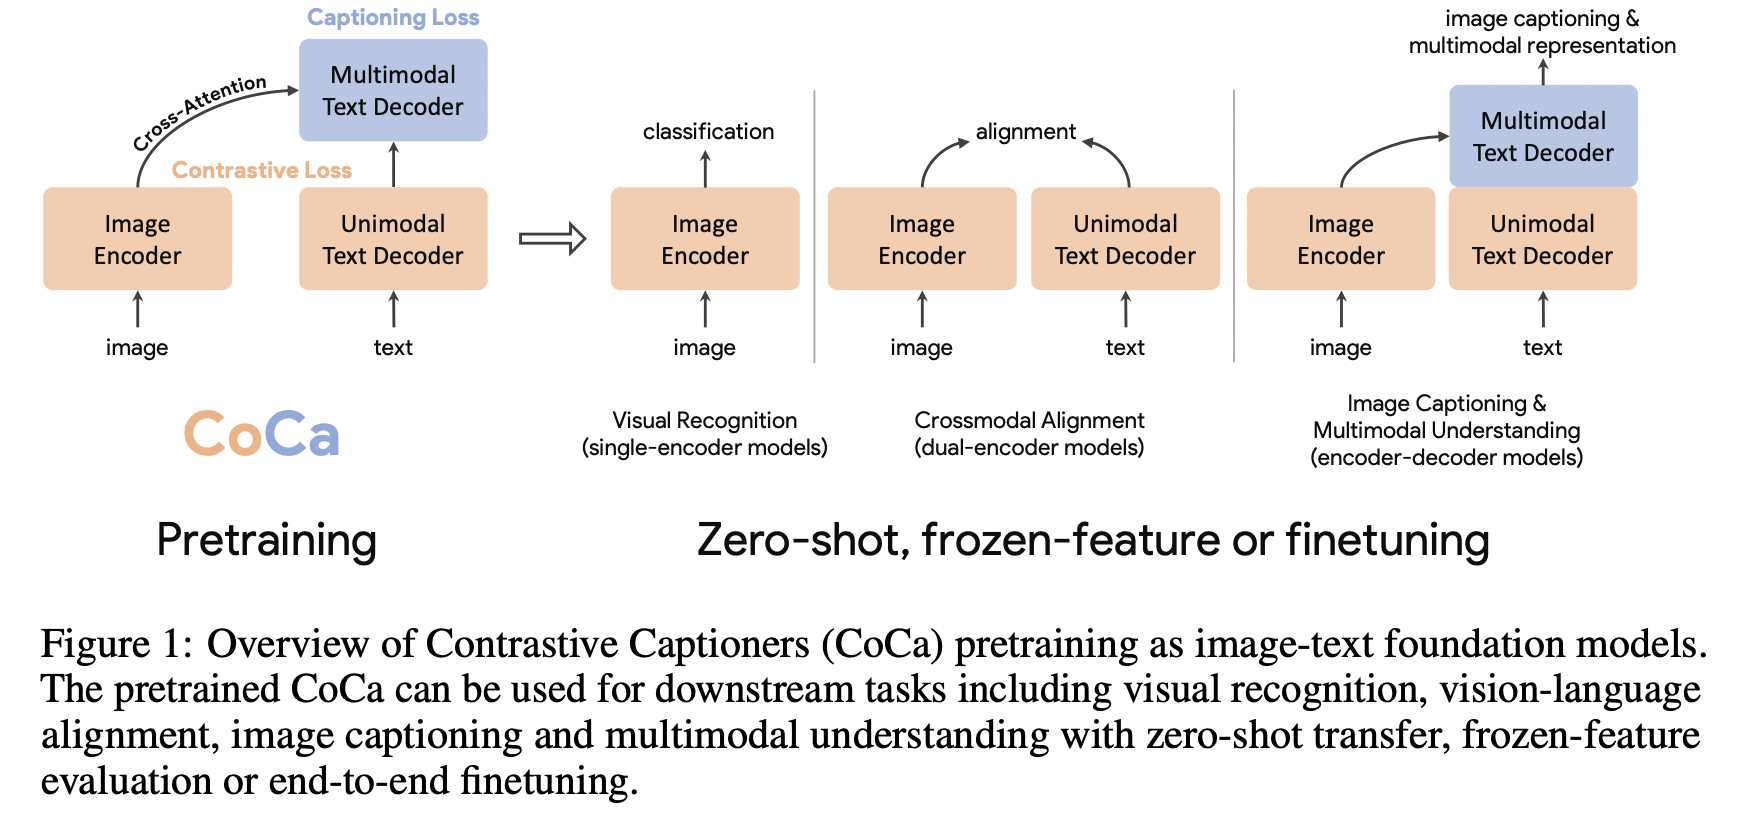 Captioning Loss
Multimodal
Text Decoder
Cross-Attention
Contrastive Loss
Image
Encoder
Unimodal
Text Decoder
image
text
CoCa
Pretraining
classification
Image
Encoder
image
Visual Recognition
(single-encoder models)
alignment
Image
Encoder
Unimodal
Text Decoder
image
text
Crossmodal Alignment
(dual-encoder models)
image captioning &
multimodal representation
Multimodal
Text Decoder
Image
Encoder
Unimodal
Text Decoder
image
text
Image Captioning &
Multimodal Understanding
(encoder-decoder models)
Zero-shot, frozen-feature or finetuning
Figure 1: Overview of Contrastive Captioners (CoCa) pretraining as image-text foundation models.
The pretrained CoCa can be used for downstream tasks including visual recognition, vision-language
alignment, image captioning and multimodal understanding with zero-shot transfer, frozen-feature
evaluation or end-to-end finetuning.